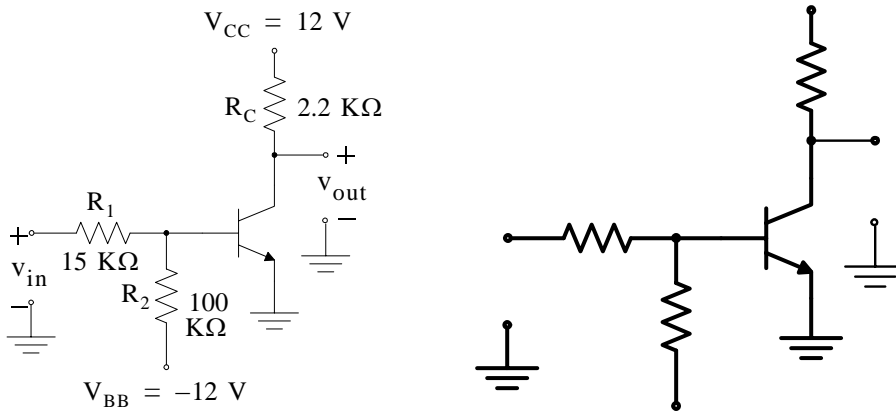 V_CC = 12 V
R_C 2.2 KΩ
+
v_out
R_1
−
+
15 KΩ
v_in
R_2 100
KΩ
−
V_BB = −12 V